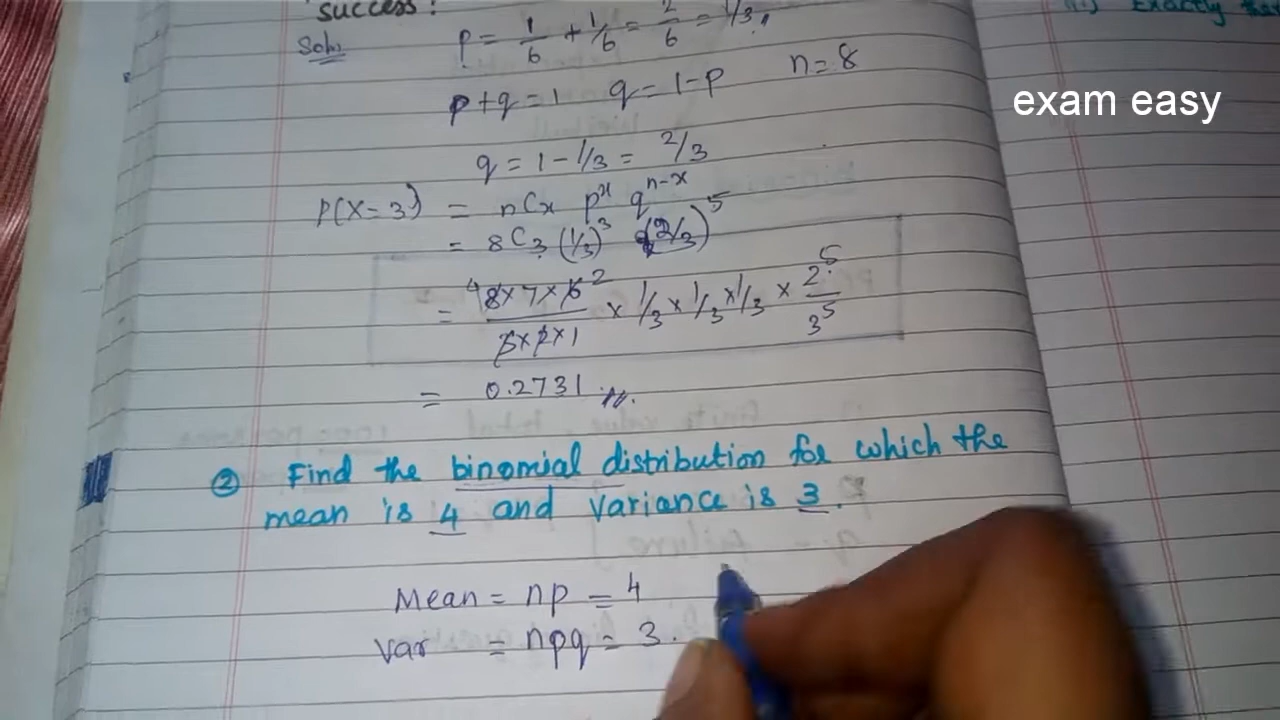 success?
Soln P = 1/6 + 1/6 = 2/6 = 1/3
p + q = 1 q = 1 - p n = 8
exam easy
q = 1 - 1/3 = 2/3
P(X = 3) = nCx p^x q^(n-x)
= 8C3 (1/3)^3 (2/3)^5
= 8 x 7 x 6 / 3 x 2 x 1 x 1/3 x 1/3 x 1/3 x 2^5 / 3^5
= 0.2731
② Find the binomial distribution for which the
mean is 4 and variance is 3.
Mean = np = 4
Var = npq = 3.